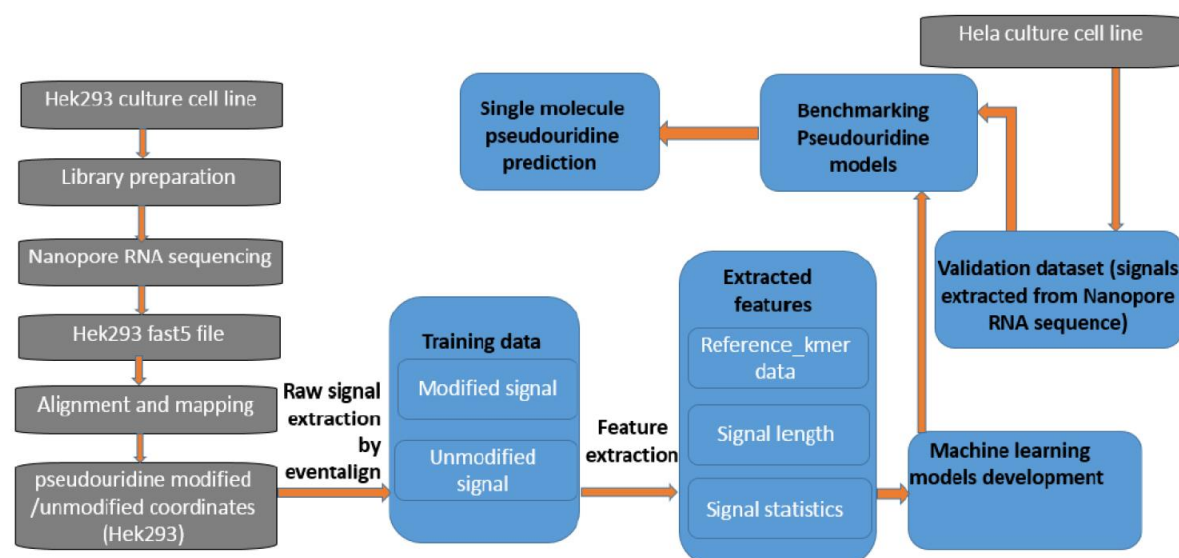 Hek293 culture cell line
Library preparation
Nanopore RNA sequencing
Hek293 fast5 file
Alignment and mapping
pseudouridine modified
/unmodified coordinates
(Hek293)
Raw signal
extraction
by
eventalign
Training data
Modified signal
Unmodified
signal
Feature
extraction
Extracted
features
Reference_kmer
data
Signal length
Signal statistics
Machine learning
models development
Hela culture cell line
Validation dataset (signals
extracted from Nanopore
RNA sequence)
Benchmarking
Pseudouridine
models
Single molecule
pseudouridine
prediction